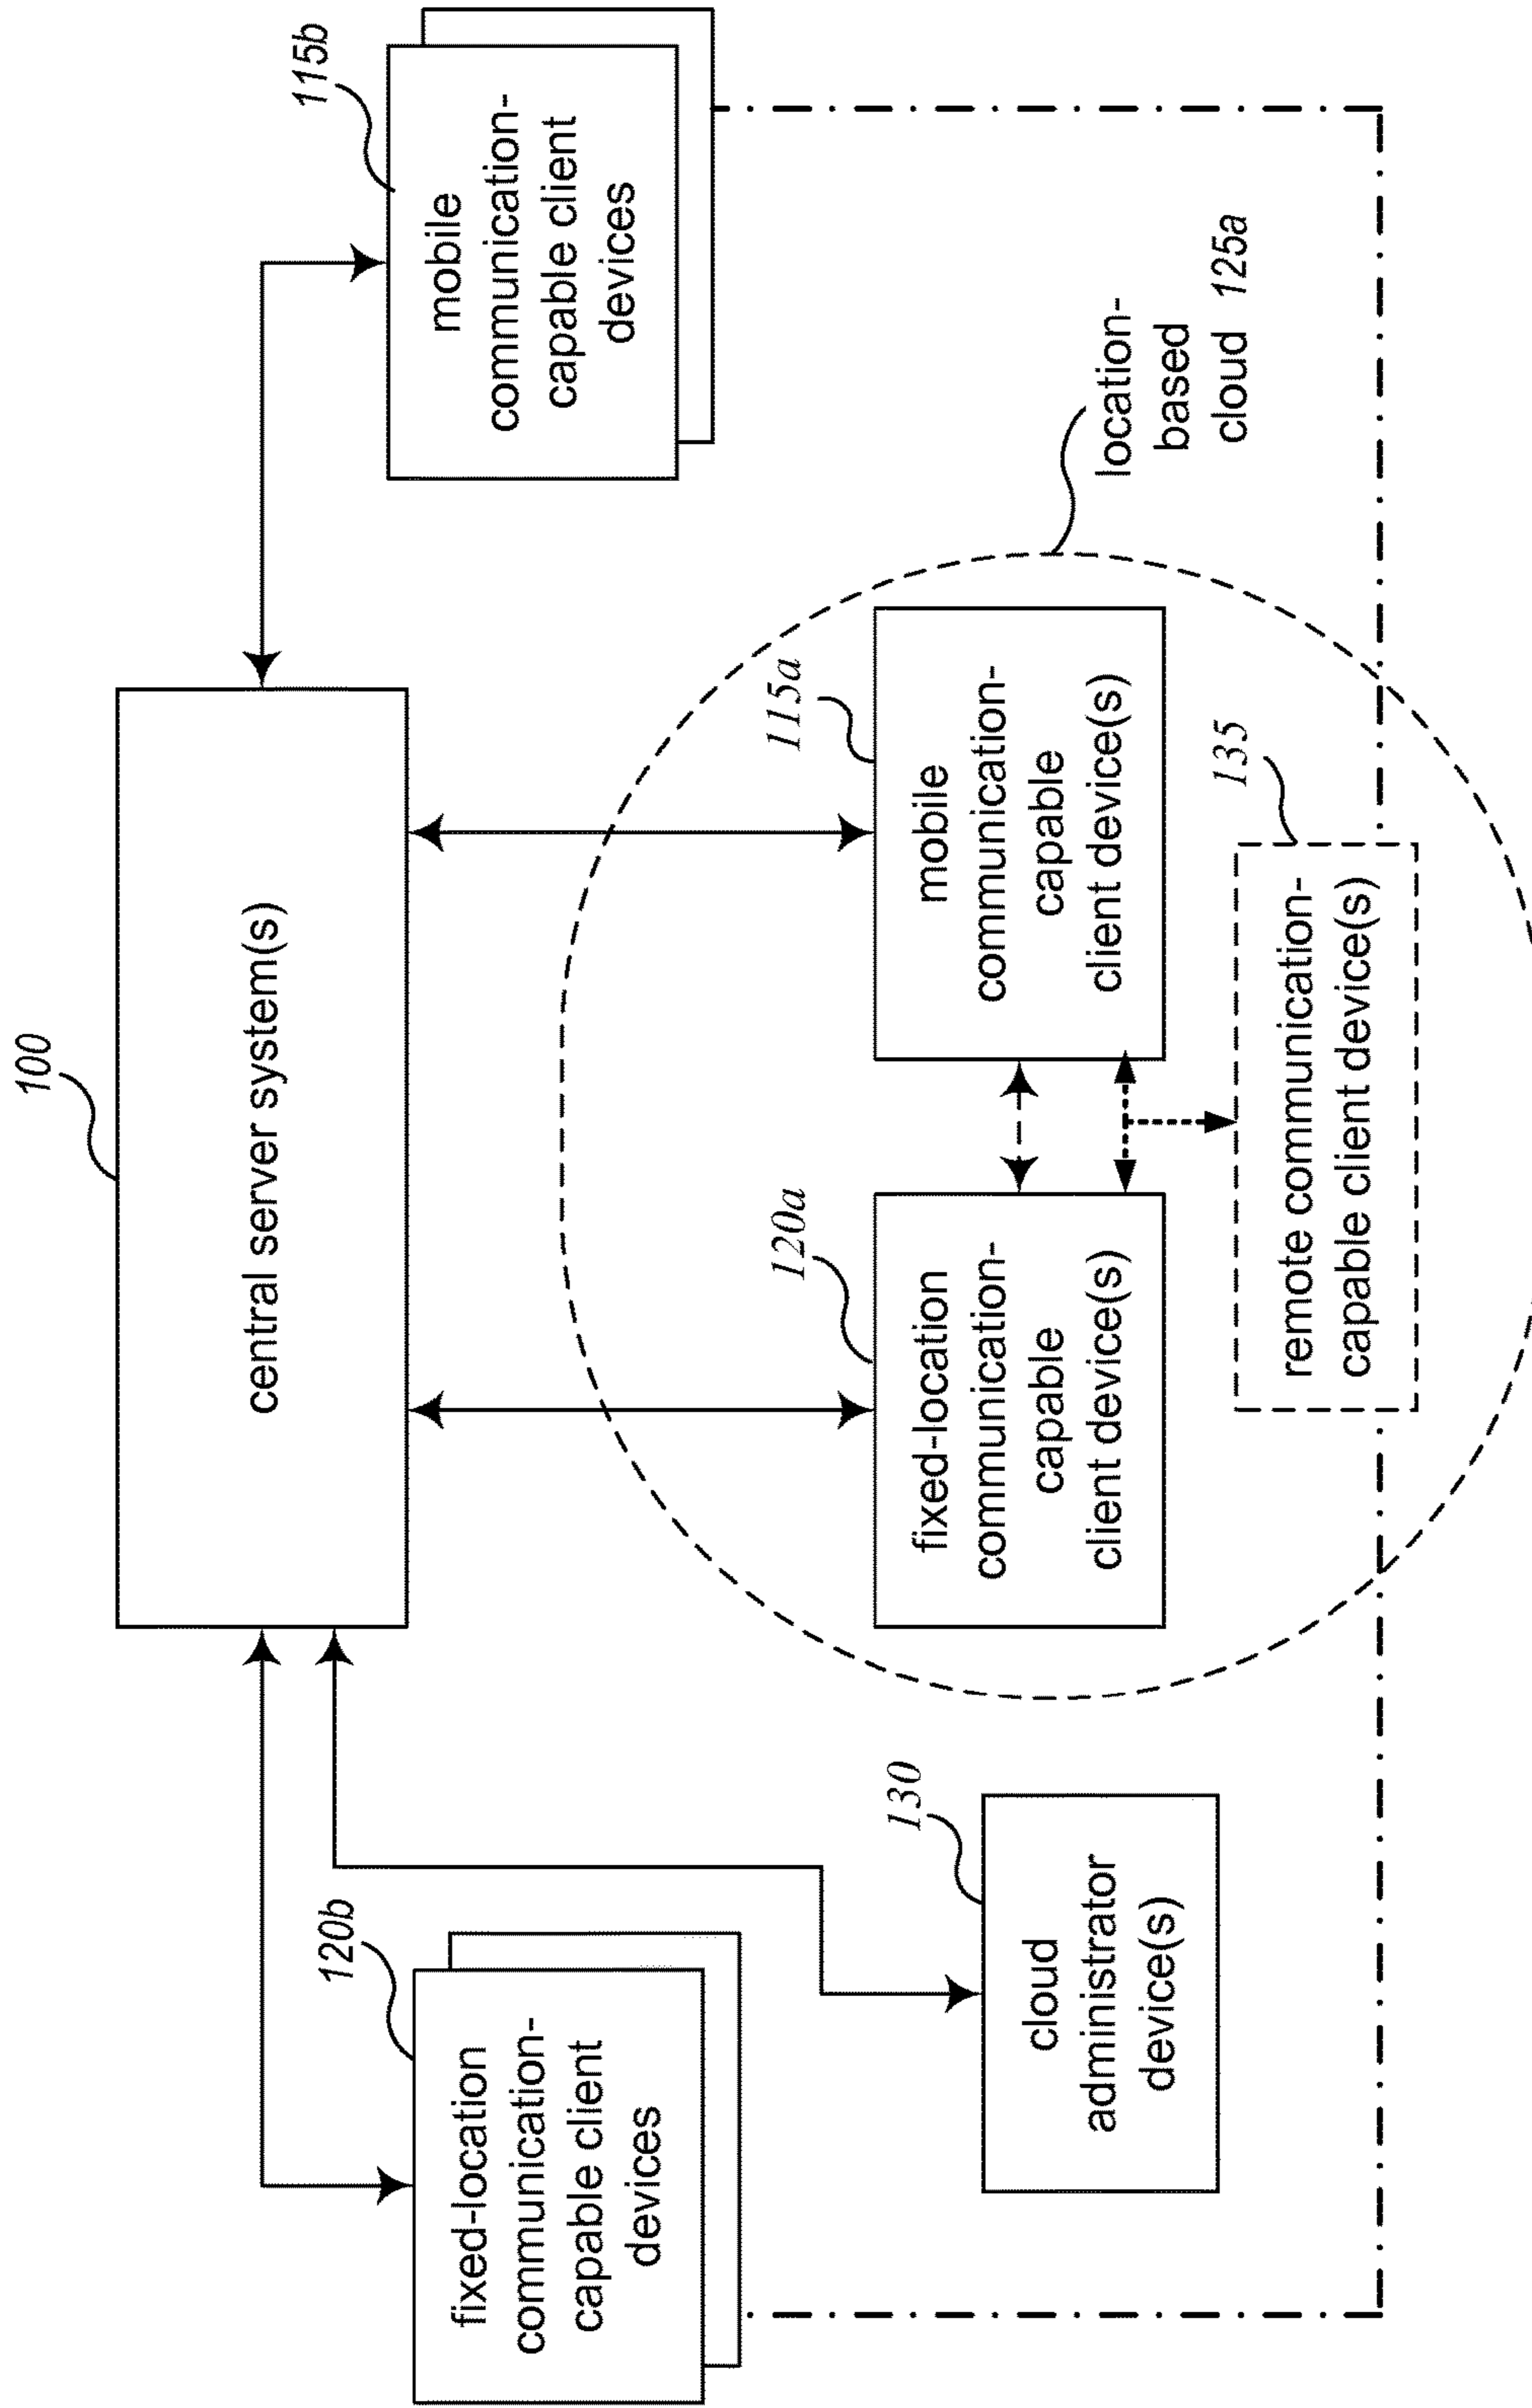 100
central server system(s)
120b
fixed-location
communication-
capable client
devices
115b
mobile
communication-
capable client
devices
120a
fixed-location
communication-
capable
client device(s)
115a
mobile
communication-
capable
client device(s)
location-
based
cloud 125a
130
cloud
administrator
device(s)
135
remote communication-
capable client device(s)